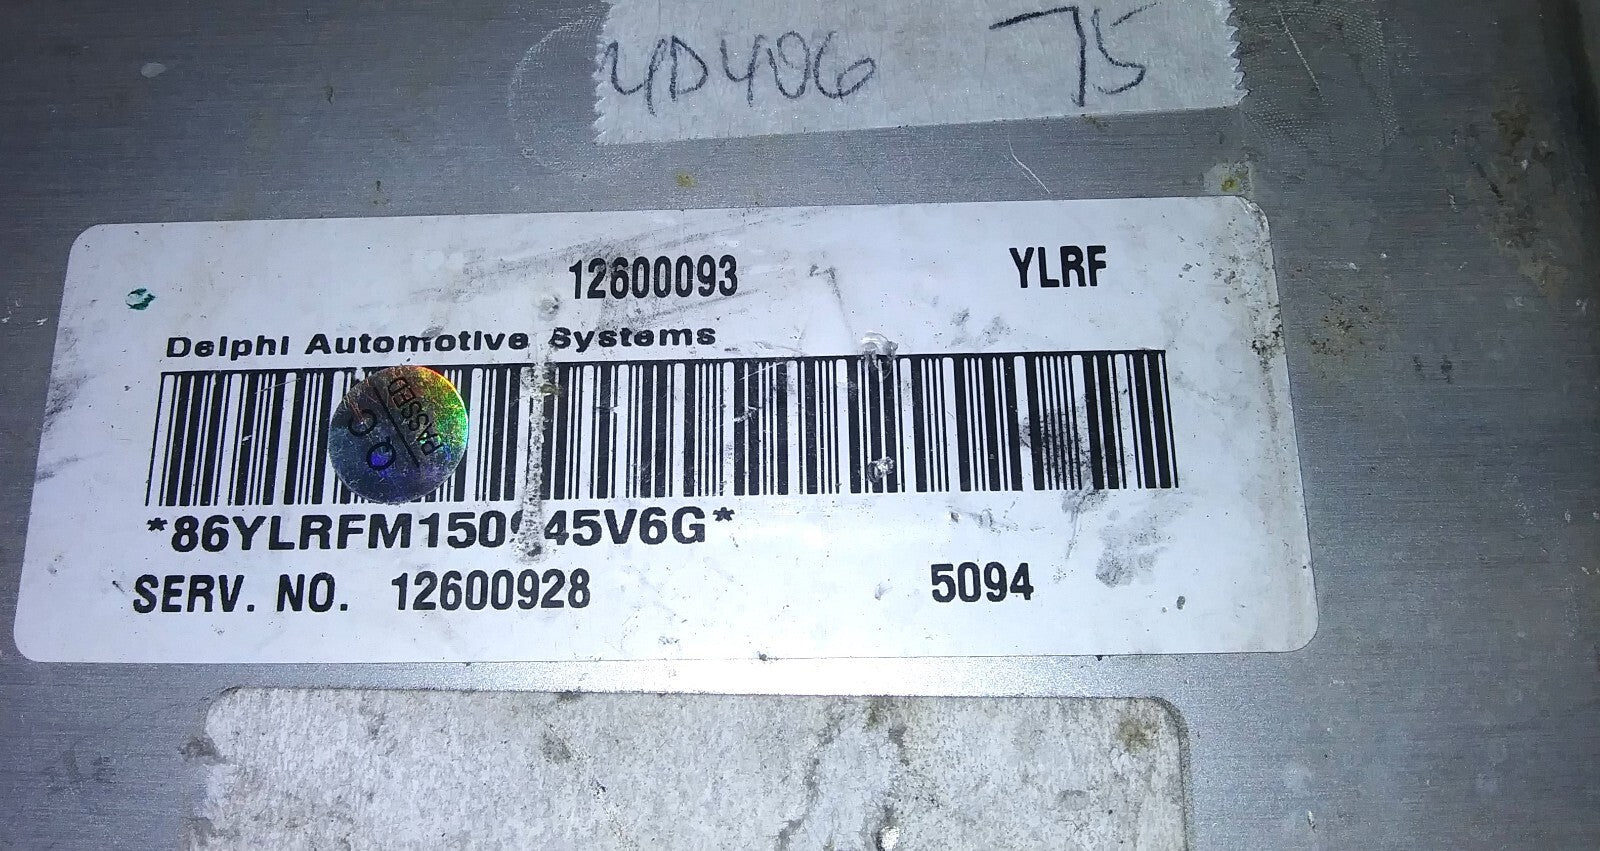 4D406 75
12600093 YLRF
Delphi Automotive Systems
QC PASSED
SERV. NO. 12600928 5094